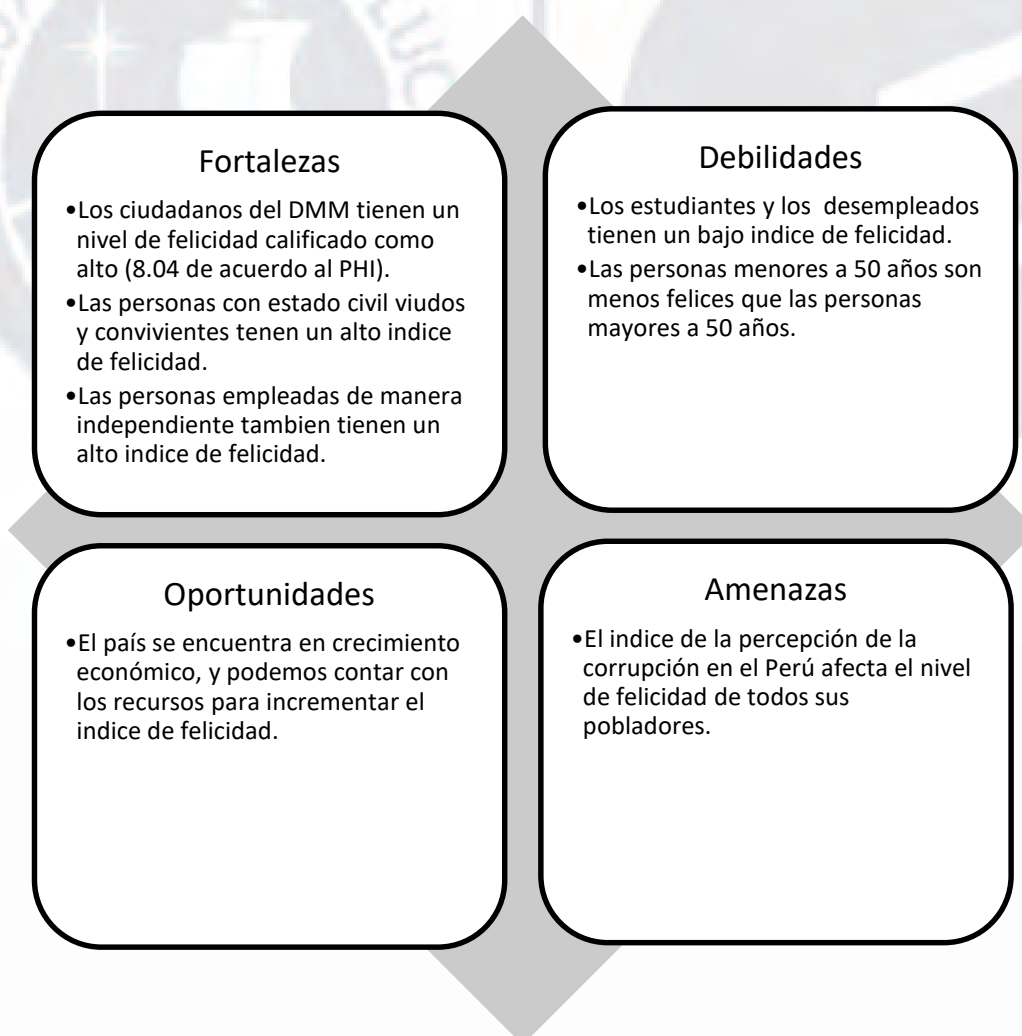 Fortalezas
•Los ciudadanos del DMM tienen un
nivel de felicidad calificado como
alto (8.04 de acuerdo al PHI).
•Las personas con estado civil viudos
y convivientes tenen un alto indice
de felicidad.
•Las personas empleadas de manera
independiente tambien tienen un
alto indice de felicidad.
Debilidades
•Los estudiantes y los  desempleados
tienen un bajo indice de felicidad.
•Las personas menores a 50 años son
menos felices que las personas
mayores a 50 años.
Oportunidades
•El país se encuentra en crecimiento
económico, y podemos contar con
los recursos para incrementar el
indice de felicidad.
Amenazas
•El indice de la percepción de la
corrupción en el Perú afecta el nivel
de felicidad de todos sus
pobladores.